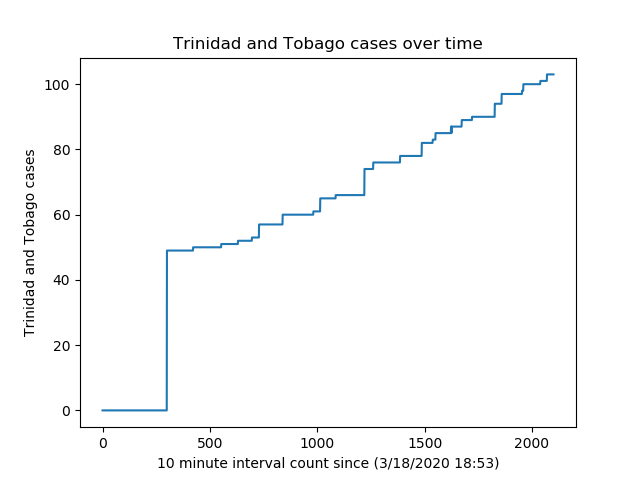 Trinidad and Tobago cases over time
Trinidad and Tobago cases
100
80
60
40
20
0
0 500 1000 1500 2000
10 minute interval count since (3/18/2020 18:53)